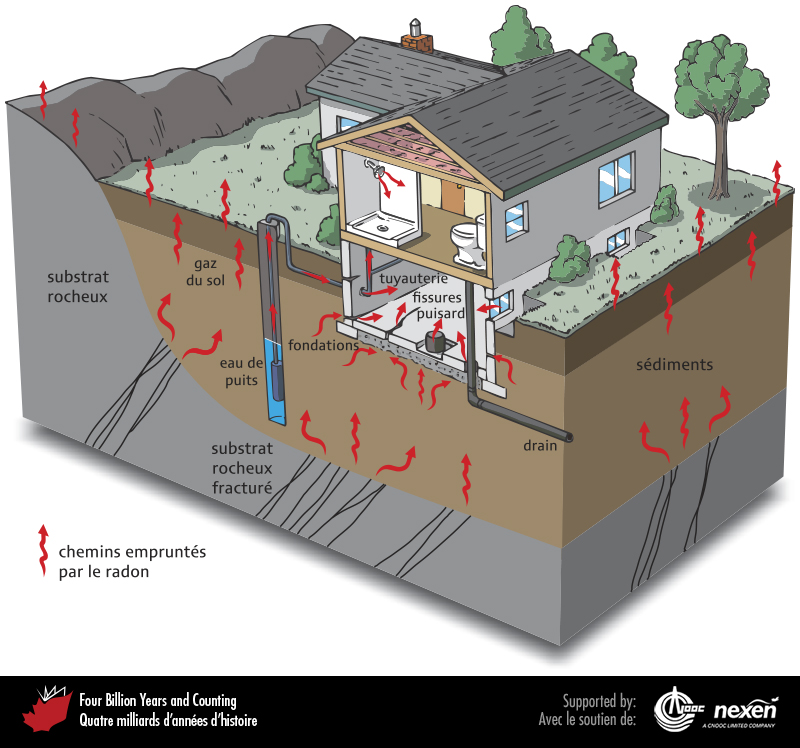 substrat
rocheux
gaz
du sol
tuyauterie
fissures
puisard
fondations
eau de
puits
sédiments
substrat
rocheux
fracturé
drain
chemins empruntés
par le radon
Four Billion Years and Counting
Quatre milliards d'années d'histoire
Supported by:
Avec le soutien de:
CNOOC
nexen
A CNOOC LIMITED COMPANY